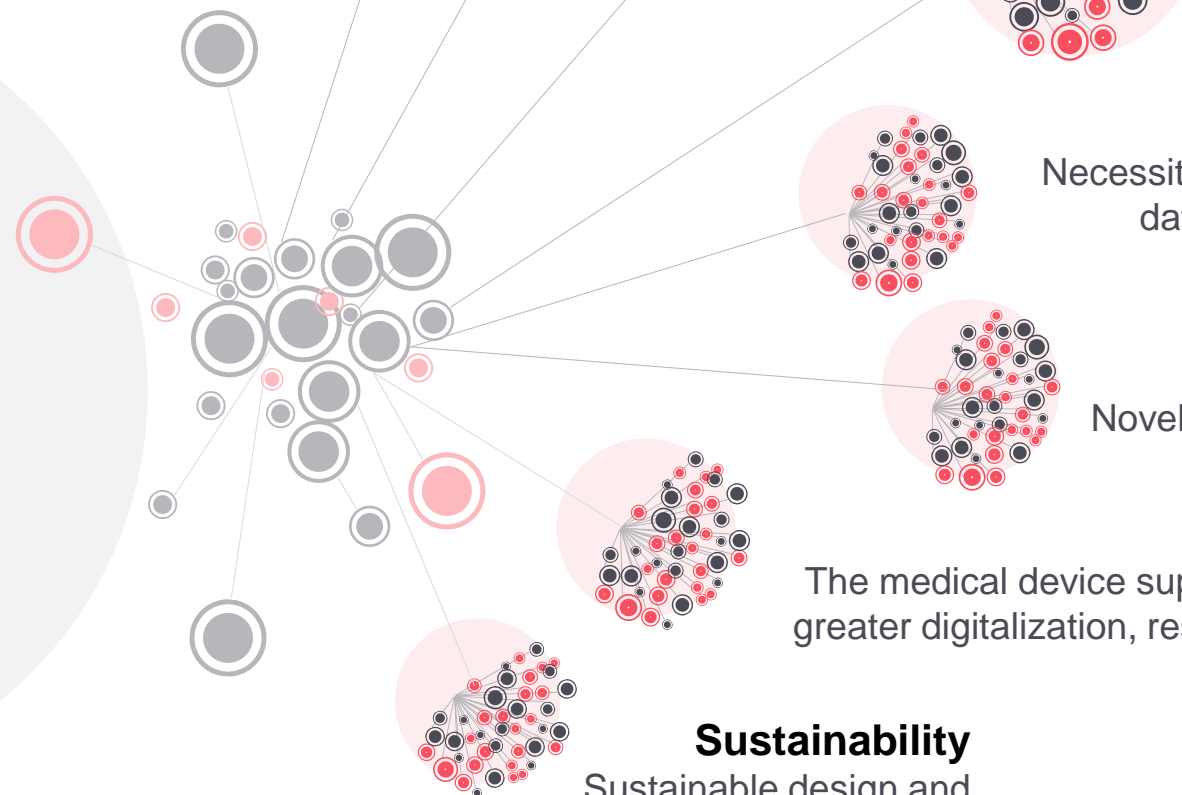 Necessit
da
Novel
The medical device sup
greater digitalization, res
Sustainability
Sustainable design and